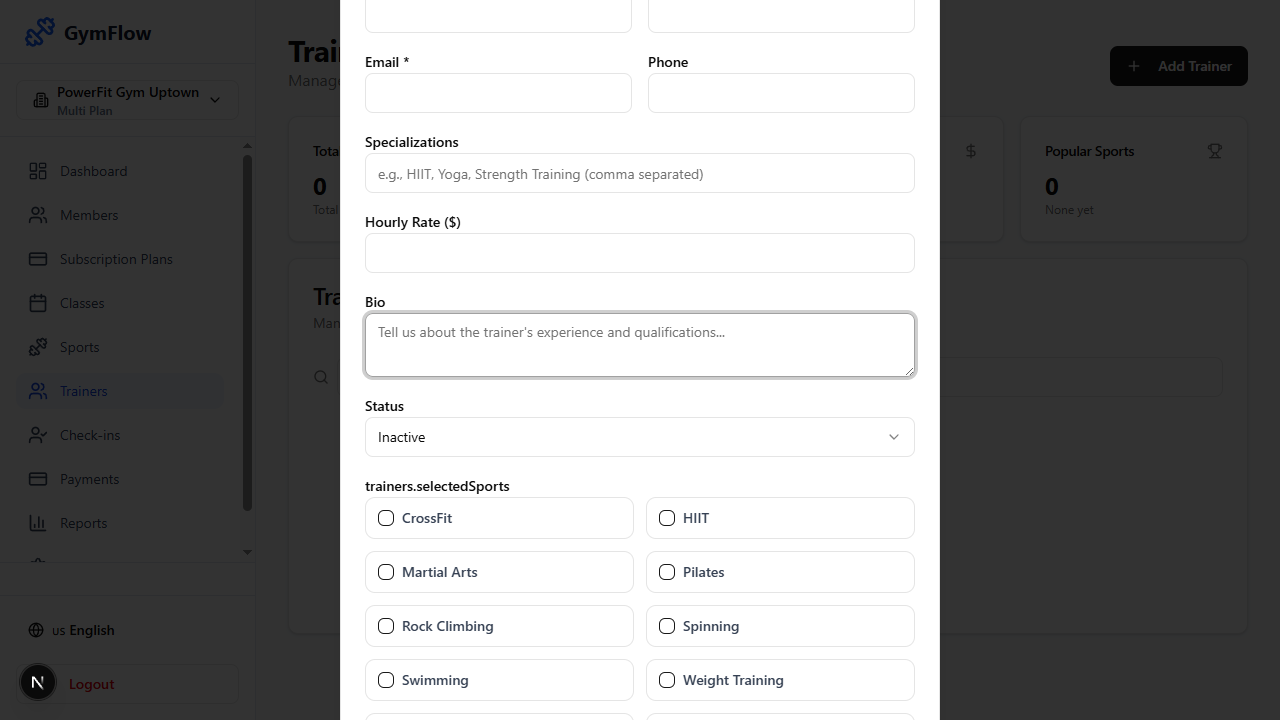 GymFlow
PowerFit Gym Uptown
Multi Plan
Dashboard
Members
Subscription Plans
Classes
Sports
Trainers
Check-ins
Payments
Reports
us English
N
Logout
Trai
Manage
Add Trainer
Tota
0
Total
$
Popular Sports
0
None yet
Tra
Man
Email *
Phone
Specializations
e.g., HIIT, Yoga, Strength Training (comma separated)
Hourly Rate ($)
Bio
Tell us about the trainer's experience and qualifications...
Status
Inactive
trainers.selectedSports
CrossFit
HIIT
Martial Arts
Pilates
Rock Climbing
Spinning
Swimming
Weight Training